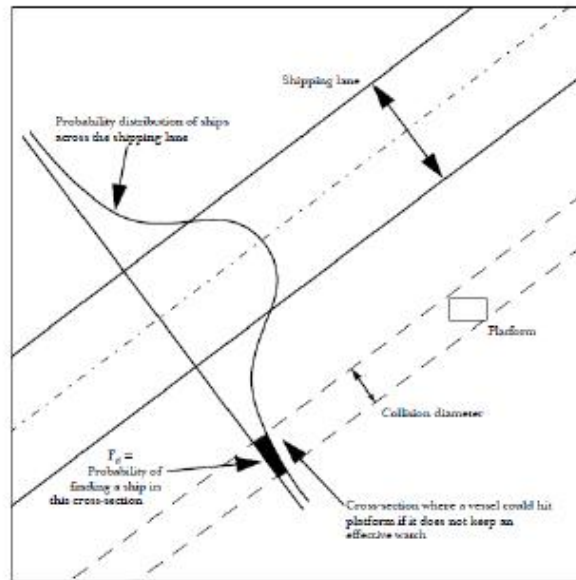 Shipping lane
Probability distribution of ships
across the shipping lane
Platform
Collision diameter
F_d =
Probability of
finding a ship in
this cross-section.
Cross-section where a vessel could hit
platform if it does not keep an
effective watch